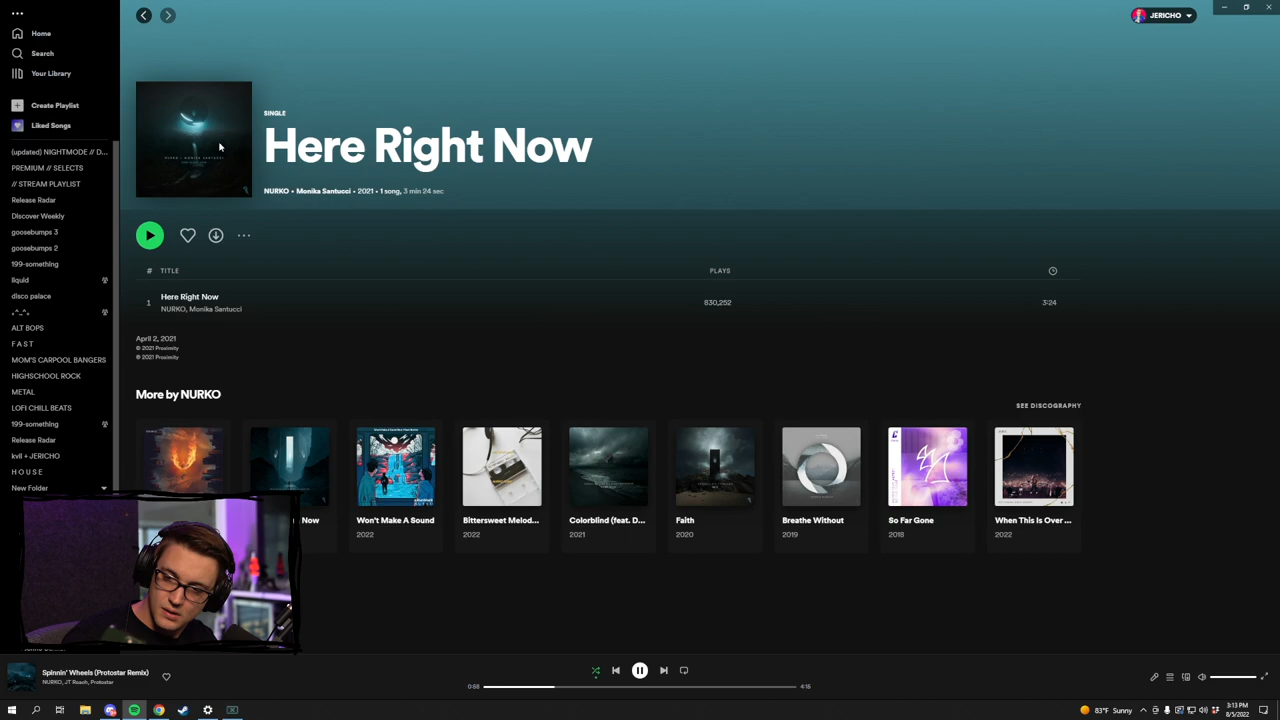 JERICHO
Home
Search
Your Library
Create Playlist
Liked Songs
(updated) NIGHTMODE // D...
PREMIUM // SELECTS
// STREAM PLAYLIST
Release Radar
Discover Weekly
goosebumps 3
goosebumps 2
199-something
liquid
disco palace
ALT BOPS
F A S T
MOM'S CARPOOL BANGERS
HIGHSCHOOL ROCK
METAL
LOFI CHILL BEATS
199-something
Release Radar
kvll + JERICHO
H O U S E
New Folder
SINGLE
Here Right Now
NURKO • Monika Santucci • 2021 • 1 song, 3 min 24 sec
# TITLE PLAYS
1 Here Right Now 830,252 3:24
NURKO, Monika Santucci
April 2, 2021
© 2021 Proximity
℗ 2021 Proximity
More by NURKO
SEE DISCOGRAPHY
Now
Won't Make A Sound
2022
Bittersweet Melod...
2022
Colorblind (feat. D...
2021
Faith
2020
Breathe Without
2019
So Far Gone
2018
When This Is Over ...
2022
Spinnin' Wheels (Protostar Remix)
NURKO, JT Roach, Protostar
0:55 4:15
83°F Sunny
3:13 PM
8/5/2022